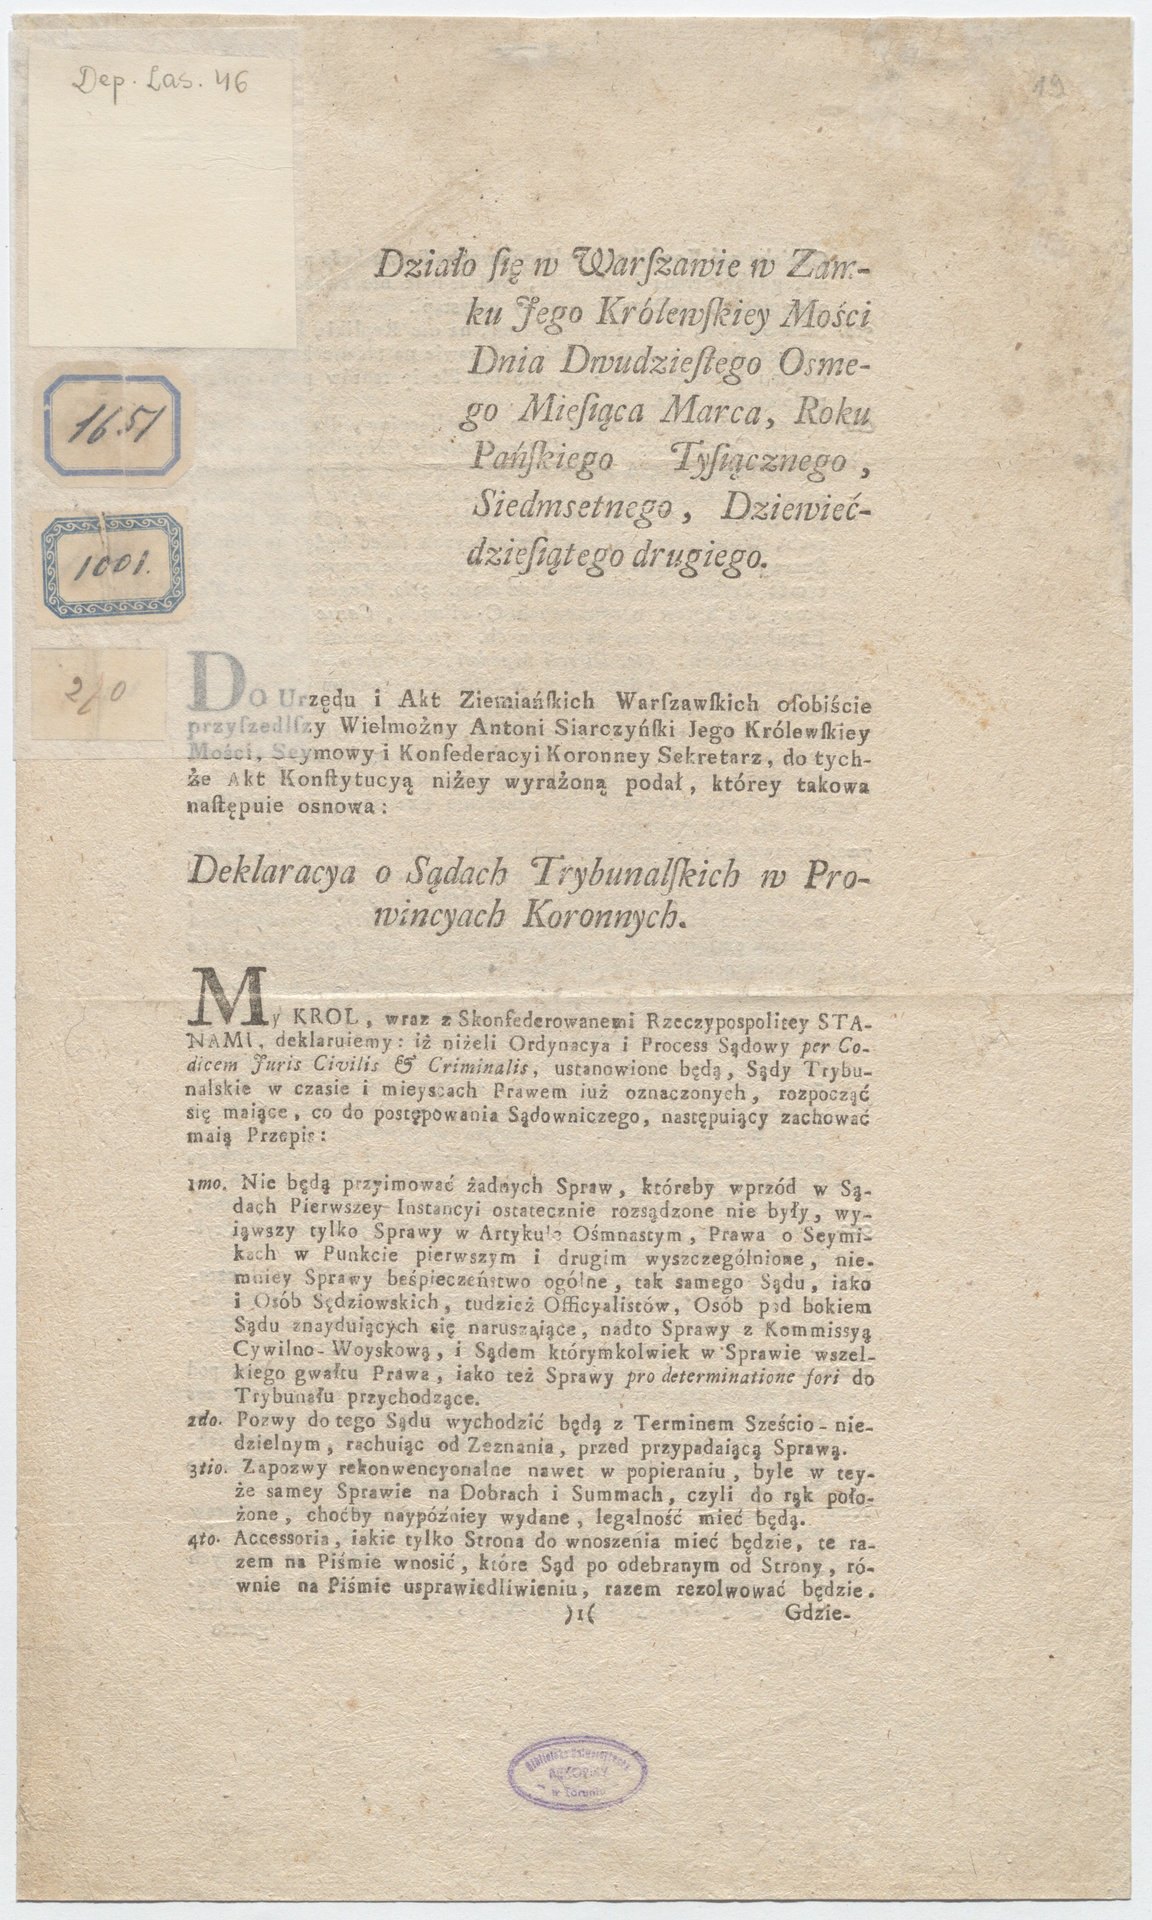 Dep. Las. 46
19
1651
1001.
Działo ſię w Warſzawie w Zam-
ku Jego Królewſkiey Mości
Dnia Dwudzieſtego Osme-
go Mieſiąca Marca, Roku
Pańſkiego Tyſiącznego,
Siedmsetnego, Dziewieć-
dzieſiątego drugiego.
DO Urzędu i Akt Ziemiańſkich Warſzawſkich oſobiście
przyſzedlſzy Wielmożny Antoni Siarczyńſki Jego Królewſkiey
Mości, Seymowy i Konfederacyi Koronney Sekretarz, do tych-
że Akt Konſtytucyą niżey wyrażoną podał, którey takowa
naſtępuie osnowa:
Deklaracya o Sądach Trybunalſkich w Pro-
wincyach Koronnych.
My KROL, wraz z Skonfederowanemi Rzeczypospolitey STA-
NAMI, deklaruiemy: iż niżeli Ordynacya i Process Sądowy per Co-
dicem Juris Civilis & Criminalis, ustanowione będą, Sądy Trybu-
nalskie w czasie i mieyscach Prawem iuż oznaczonych, rozpocząć
się maiące, co do postępowania Sądowniczego, następuiący zachować
maią Przepis:
1mo. Nie będą przyimować żadnych Spraw, któreby wprzód w Są-
dach Pierwszey Instancyi ostatecznie rozsądzone nie były, wy-
iąwszy tylko Sprawy w Artykule Ośmnastym, Prawa o Seymi-
kach w Punkcie pierwszym i drugim wyszczególnione, nie-
mniey Sprawy beśpieczeństwo ogólne, tak samego Sądu, iako
i Osób Sędziowskich, tudzież Officyalistów, Osób pod bokiem
Sądu znayduiących się naruszaiące, nadto Sprawy z Kommissyą
Cywilno-Woyskową, i Sądem którymkolwiek w Sprawie wszel-
kiego gwałtu Prawa, iako też Sprawy pro determinatione fori do
Trybunału przychodzące.
2do. Pozwy do tego Sądu wychodzić będą z Terminem Sześcio-nie-
dzielnym, rachuiąc od Zeznania, przed przypadaiącą Sprawą.
3tio. Zapozwy rekonwencyonalne nawet w popieraniu, byle w tey-
że samey Sprawie na Dobrach i Summach, czyli do rąk poło-
żone, choćby naypóźniey wydane, legalność mieć będą.
4to. Accessoria, iakie tylko Strona do wnoszenia mieć będzie, te ra-
zem na Piśmie wnosić, które Sąd po odebranym od Strony, ró-
wnie na Piśmie usprawiedliwieniu, razem rezolwować będzie.
)1( Gdzie-
Biblioteka Uniwersytecka
w Toruniu